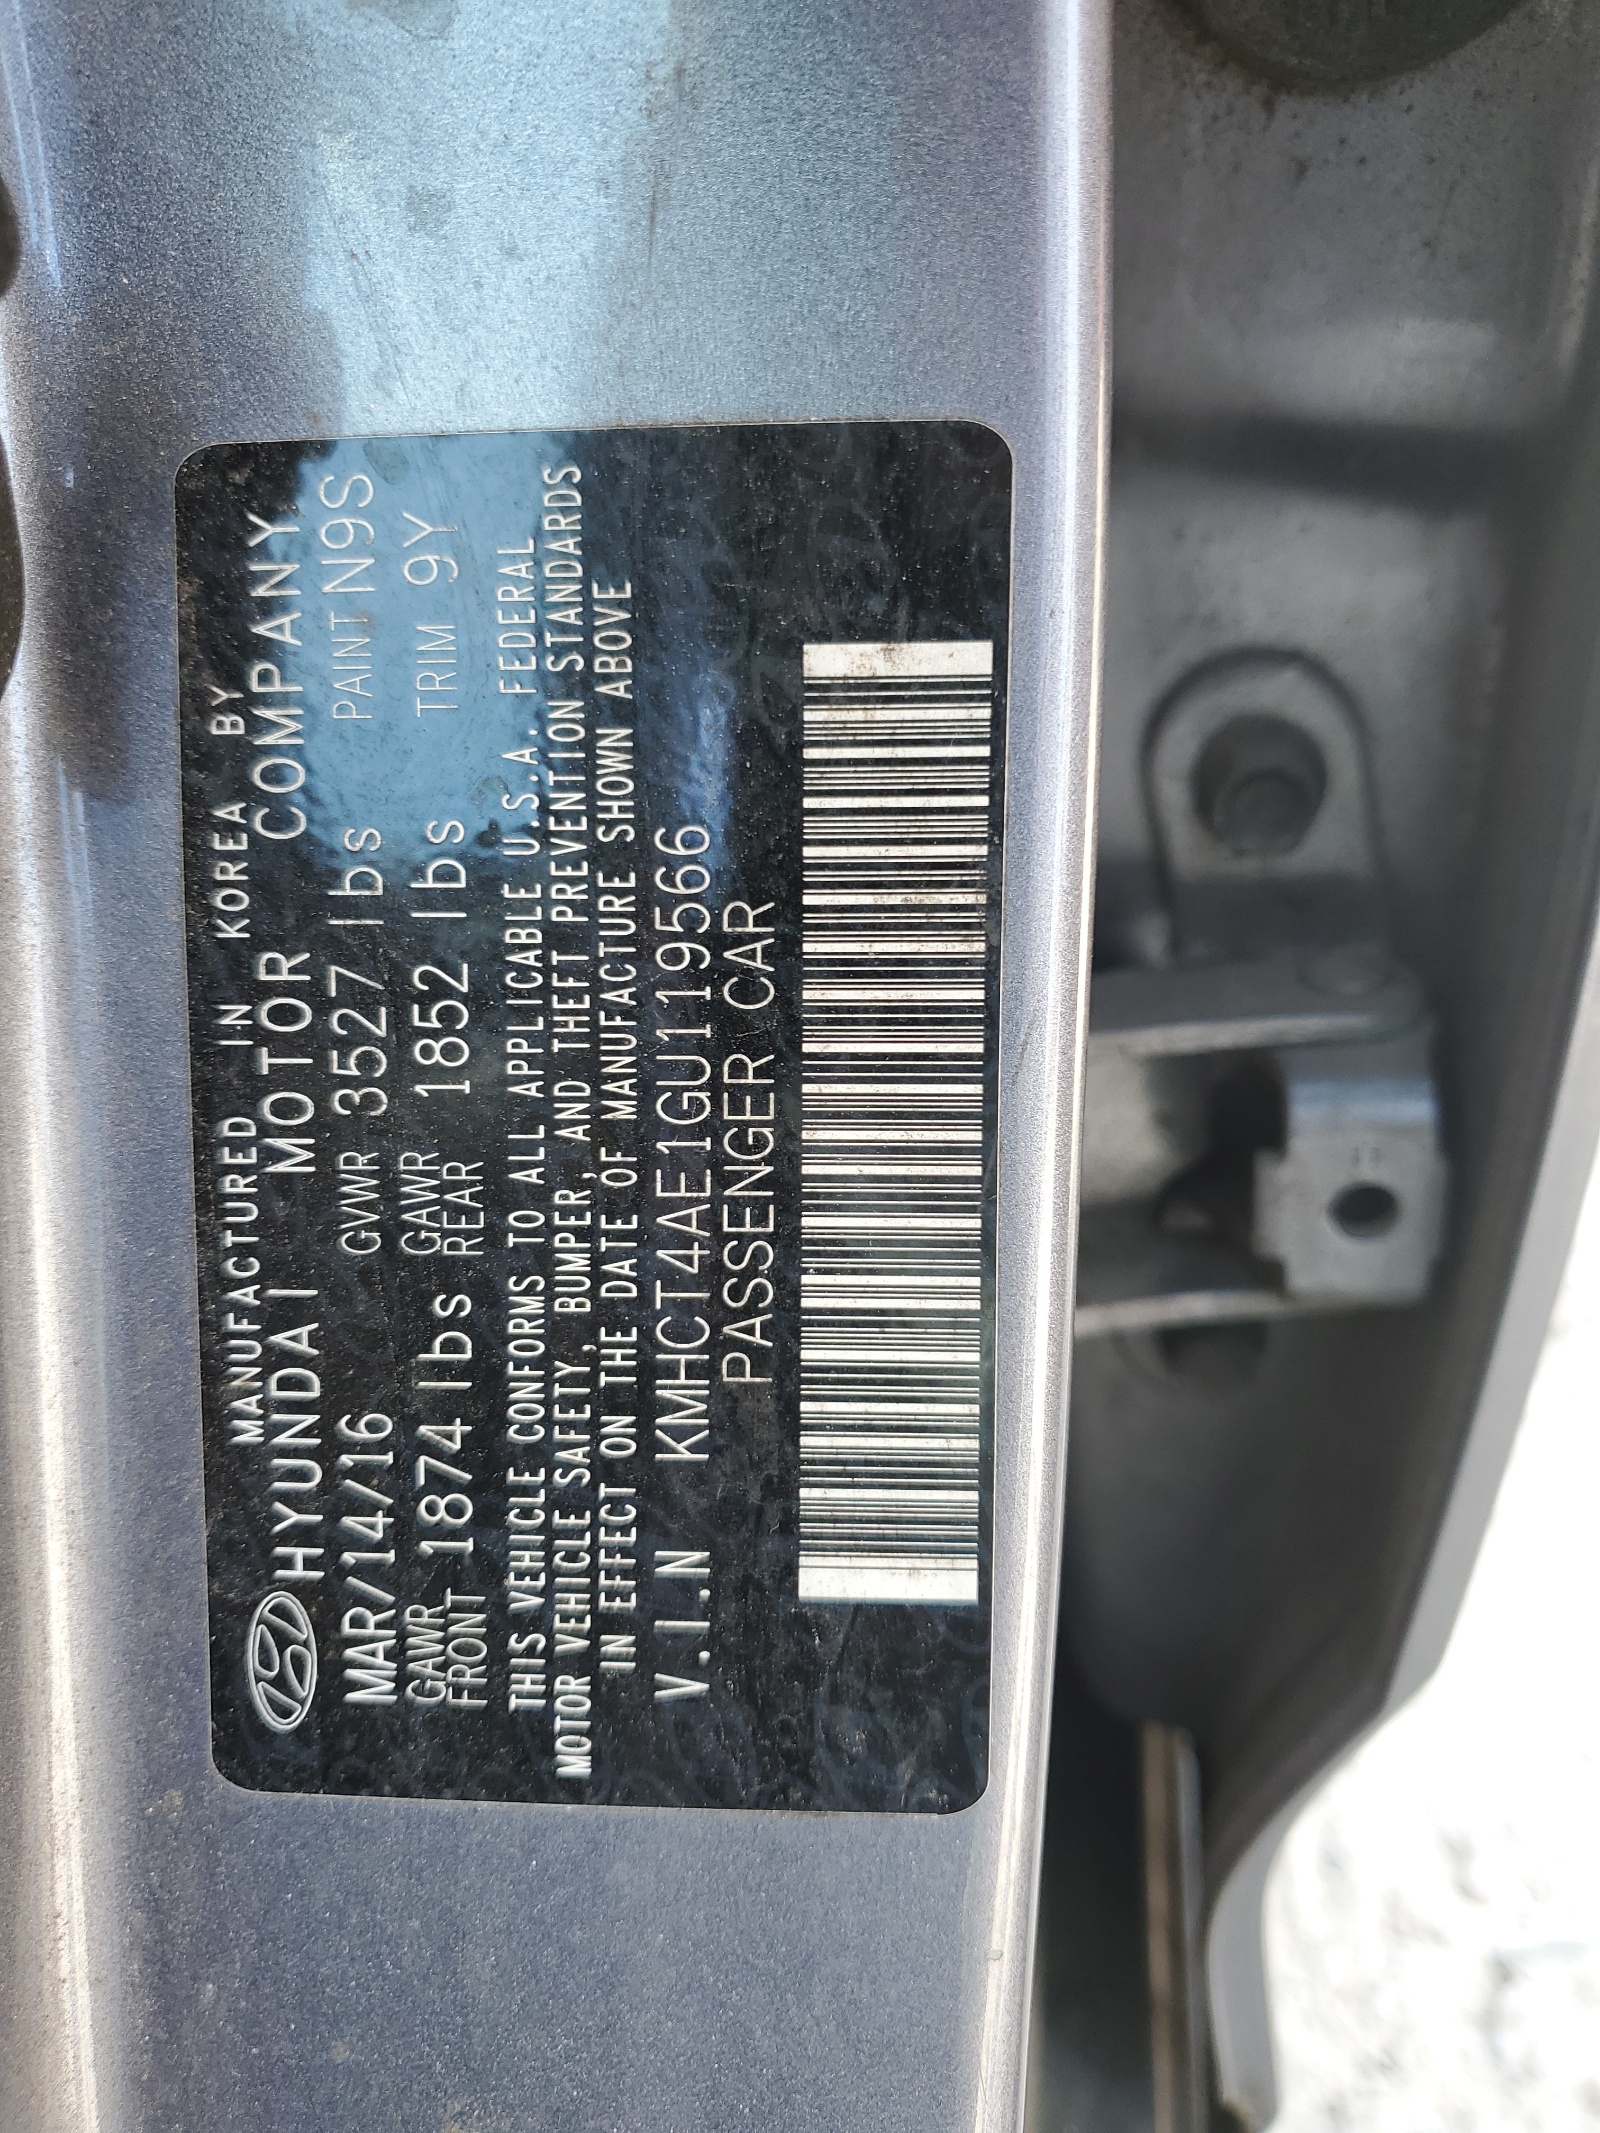 MANUFACTURED IN KOREA BY
HYUNDAI MOTOR COMPANY
MAR/14/16 GVWR 3527 lbs PAINT N9S
GAWR FRONT 1874 lbs GAWR REAR 1852 lbs TRIM 9Y
THIS VEHICLE CONFORMS TO ALL APPLICABLE U.S.A. FEDERAL
MOTOR VEHICLE SAFETY, BUMPER, AND THEFT PREVENTION STANDARDS
IN EFFECT ON THE DATE OF MANUFACTURE SHOWN ABOVE
V.I.N KMHCT4AE1GU119566
PASSENGER CAR